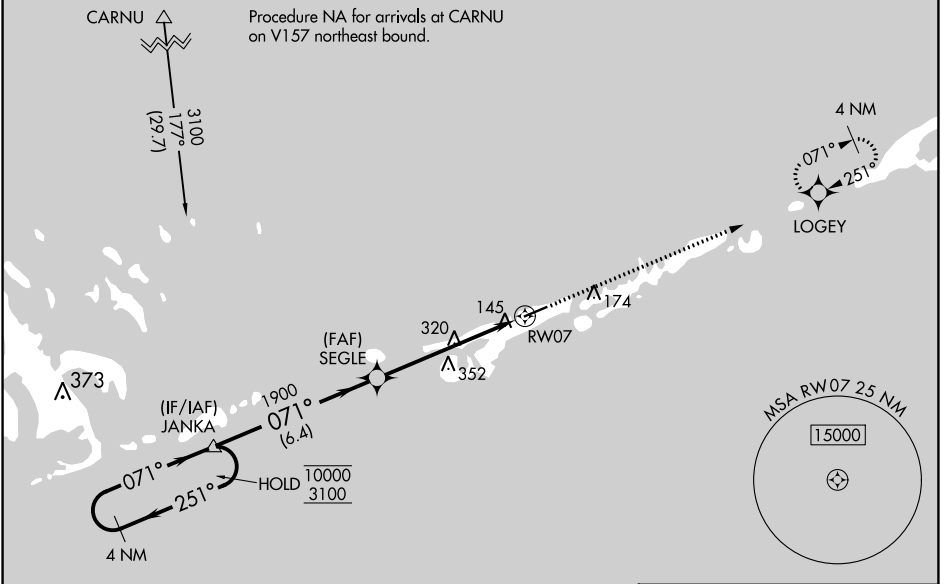 CARNU
Procedure NA for arrivals at CARNU
on V157 northeast bound.
3100
177°
(29.7)
4 NM
071°
251°
LOGEY
145
174
320
RW07
(FAF)
SEGLE
352
373
1900
071°
(6.4)
(IF/IAF)
JANKA
071°
251°
HOLD 10000
3100
4 NM
MSA RW07 25 NM
15000